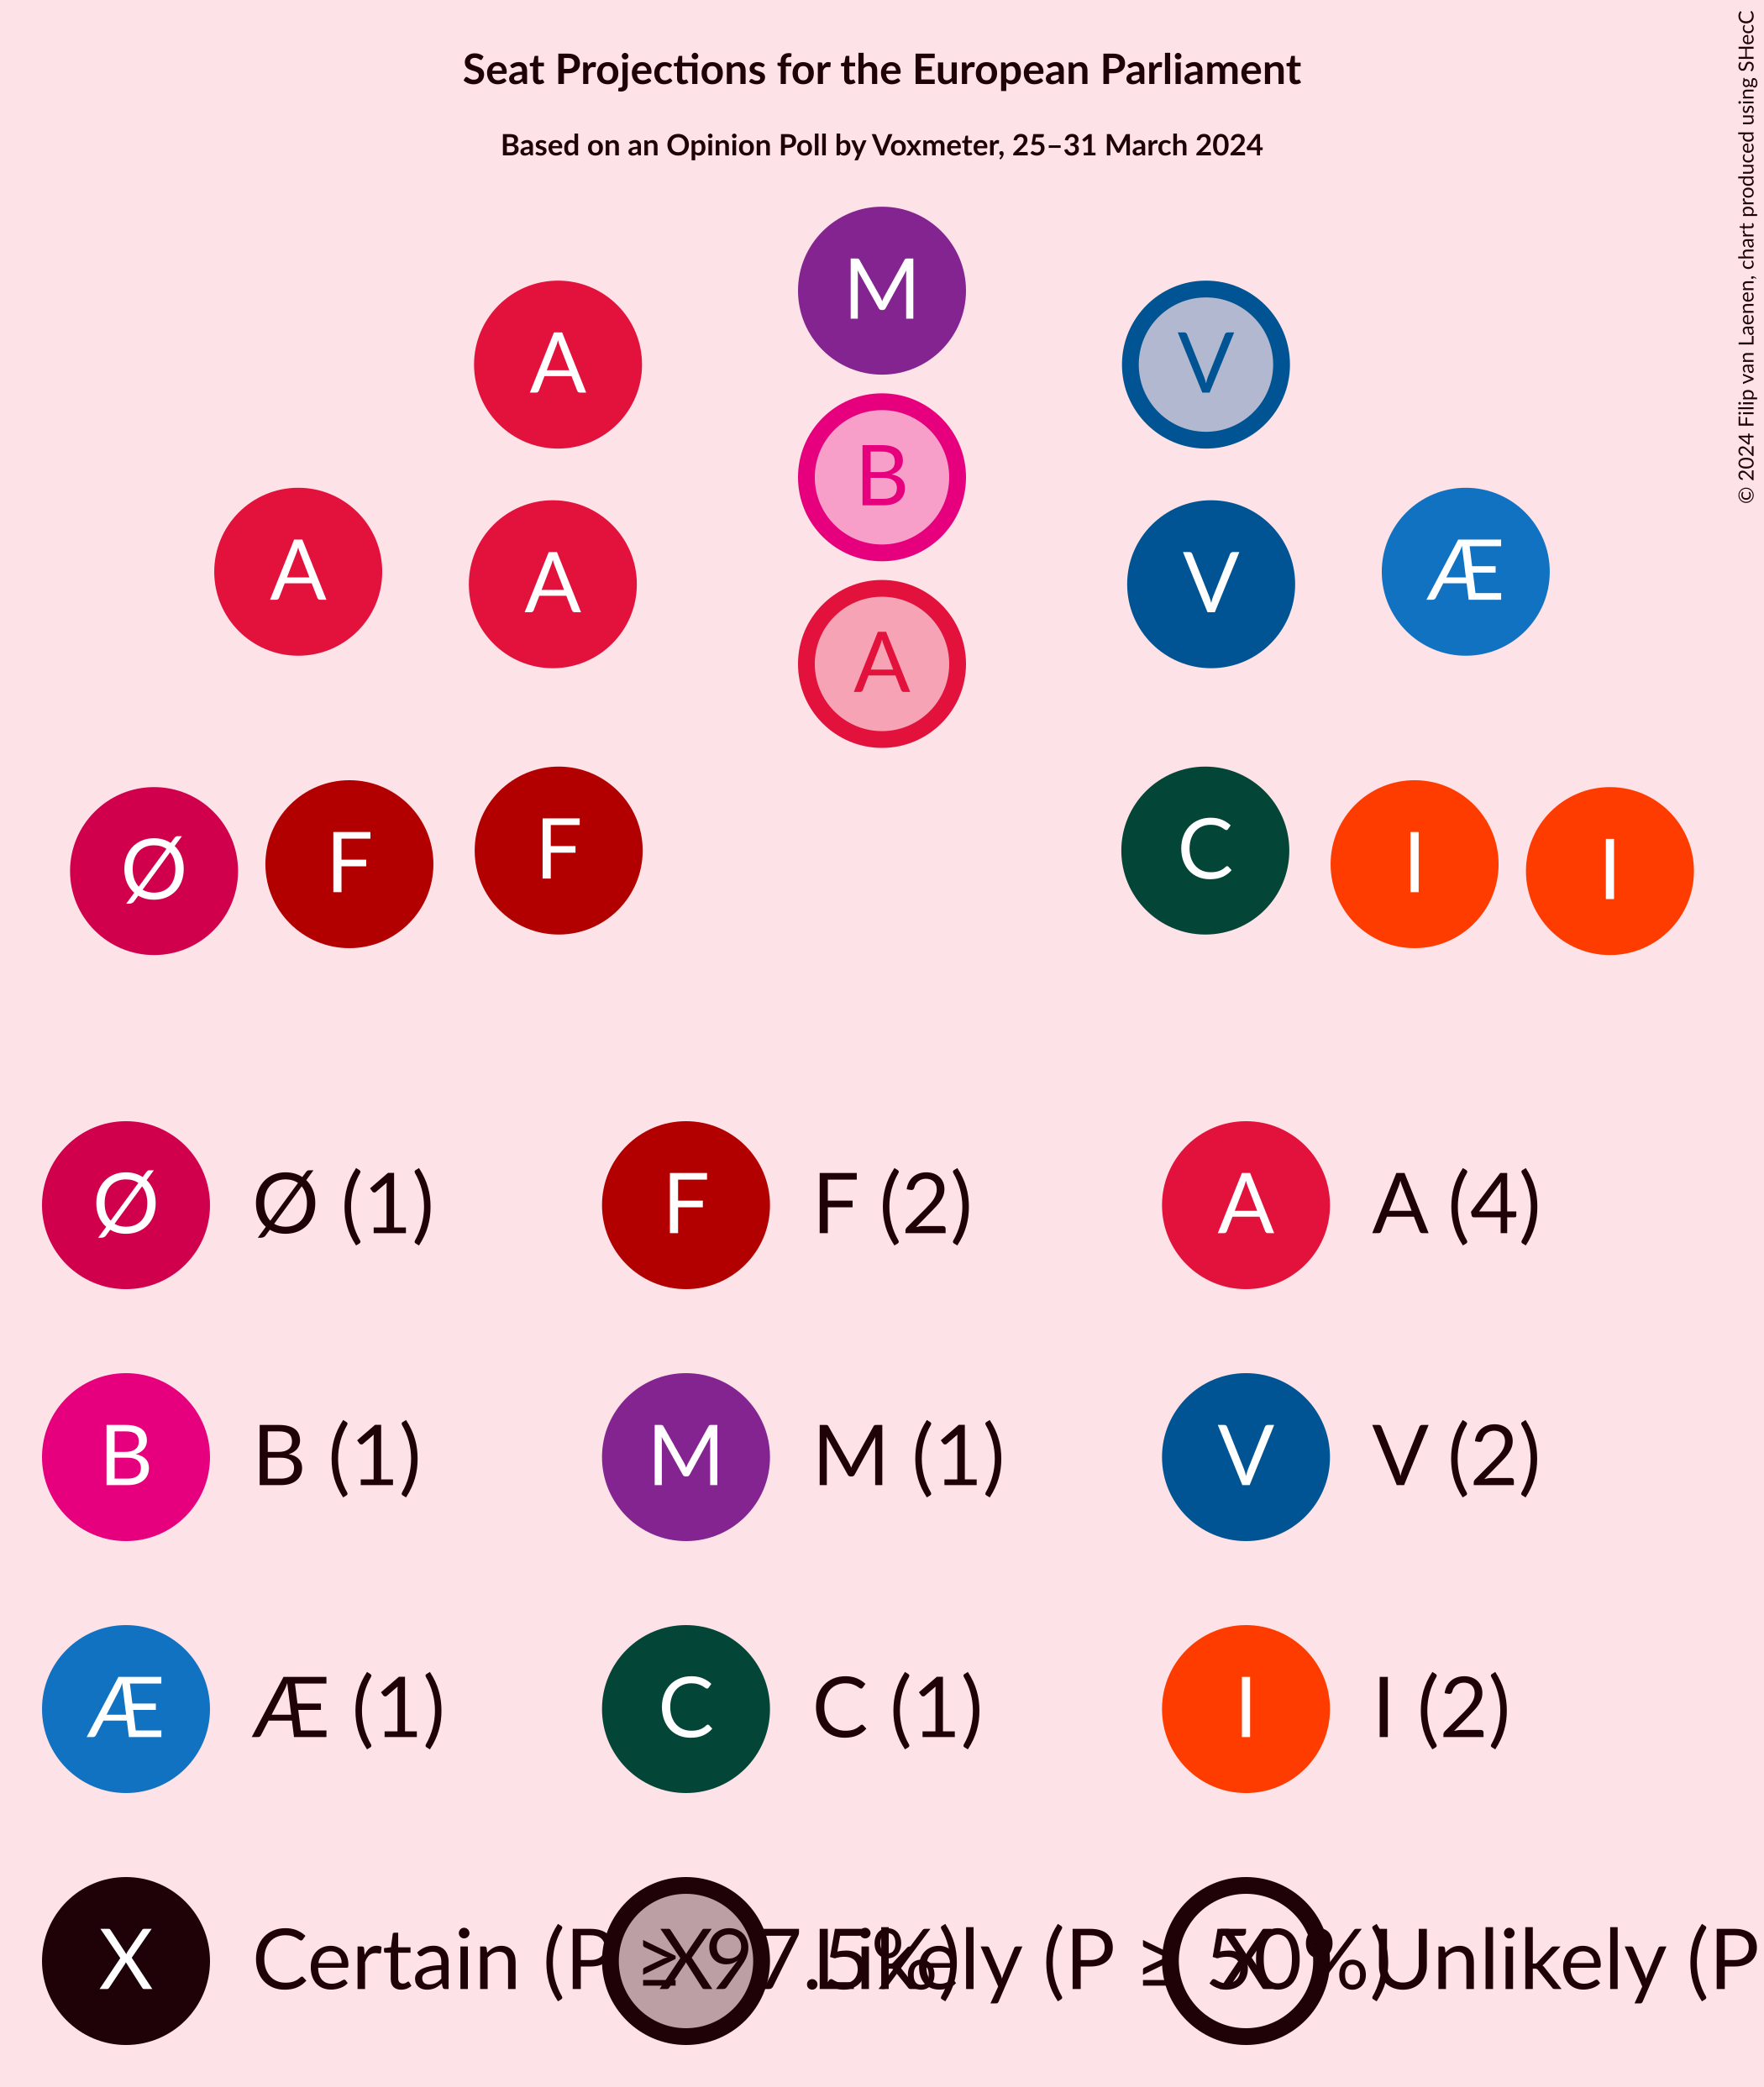 Seat Projections for the European Parliament
Based on an Opinion Poll by Voxmeter, 25–31 March 2024
© 2024 Filip van Laenen, chart produced using SHecC
M
A V
B
A A V Æ
A
Ø F F C I I
Ø Ø (1) F F (2) A A (4)
B B (1) M M (1) V V (2)
Æ Æ (1) C C (1) I I (2)
X Certain (P ≥ 97.5%) X Likely (P ≥ 50%) X Unlikely (P